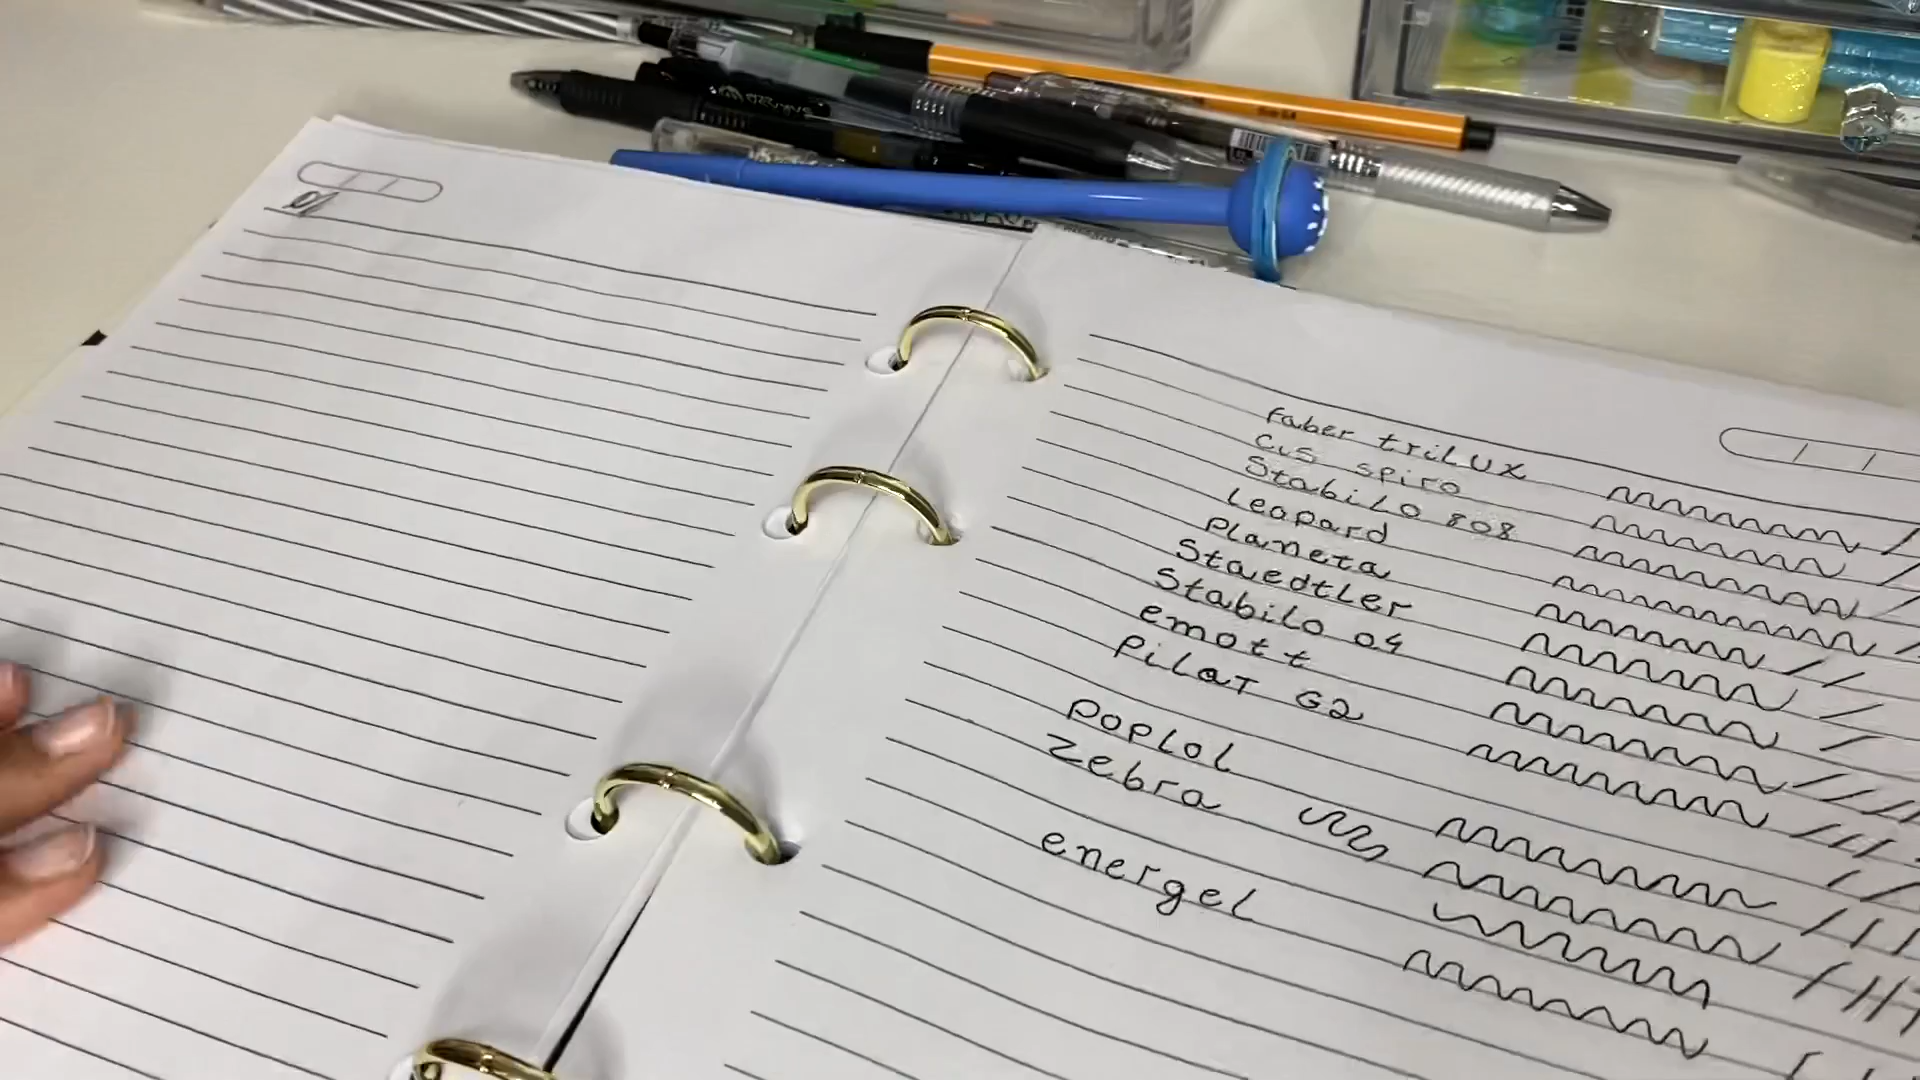 faber triLUX
Cis spiro
StabiLO 808
Leopard
PLaneta
StaedtLer
Stabilo 04
emott
PiLOT G2
POPLOL
Zebra
energeL